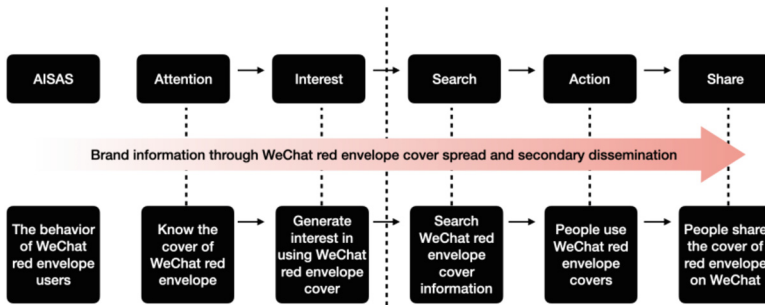 AISAS
Attention
Interest
Search
Action
Share
Brand information through WeChat red envelope cover spread and secondary dissemination
The behavior
of WeChat
red envelope
users
Know the
cover of
WeChat red
envelope
Generate
interest in
using WeChat
red envelope
cover
Search
WeChat red
envelope
cover
information
People use
WeChat red
envelope
covers
People share
the cover of
red envelope
on WeChat